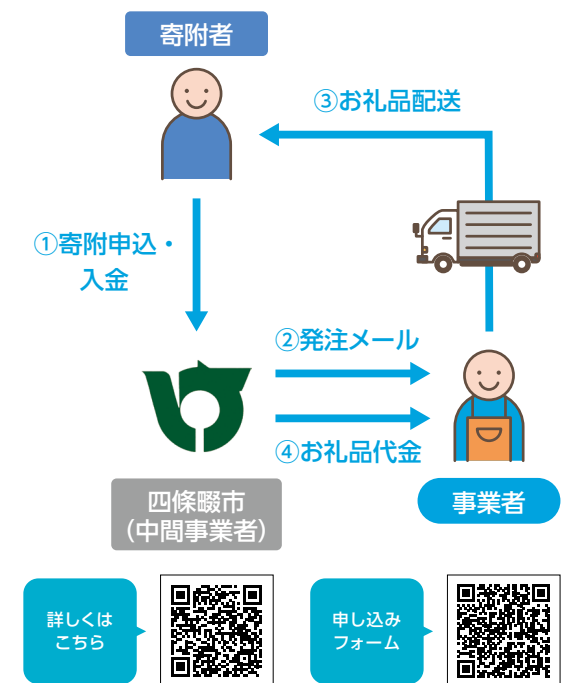 寄附者
③お礼品配送
①寄附申込・
入金
②発注メール
④お礼品代金
四條畷市
(中間事業者)
事業者
詳しくは
こちら
申し込み
フォーム